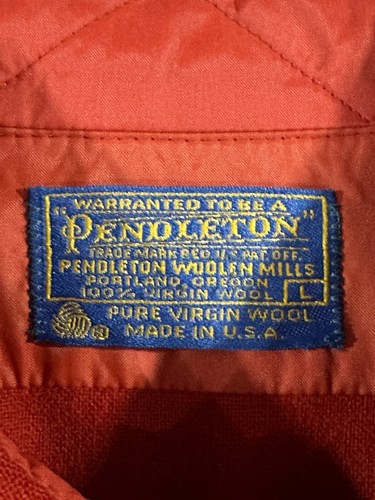 WARRANTED TO BE A
"PENDLETON"
TRADE MARK REG. U.S. PAT. OFF.
PENDLETON WOOLEN MILLS
PORTLAND, OREGON
100% VIRGIN WOOL L
PURE VIRGIN WOOL
MADE IN U.S.A.